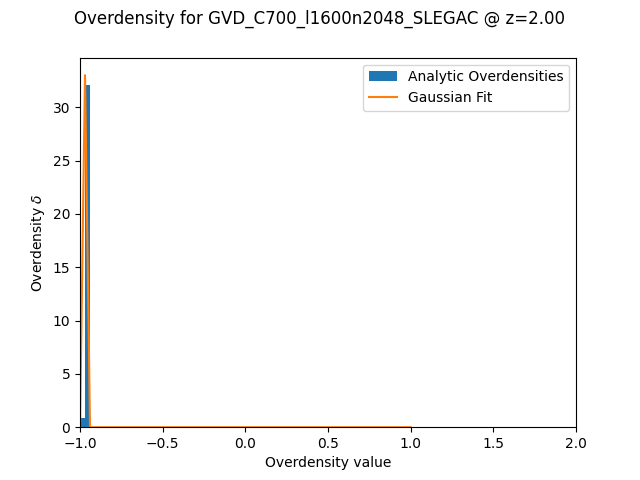 Overdensity for GVD_C700_l1600n2048_SLEGAC @ z=2.00
Analytic Overdensities
Gaussian Fit
Overdensity δ
30
25
20
15
10
5
0
−1.0 −0.5 0.0 0.5 1.0 1.5 2.0
Overdensity value